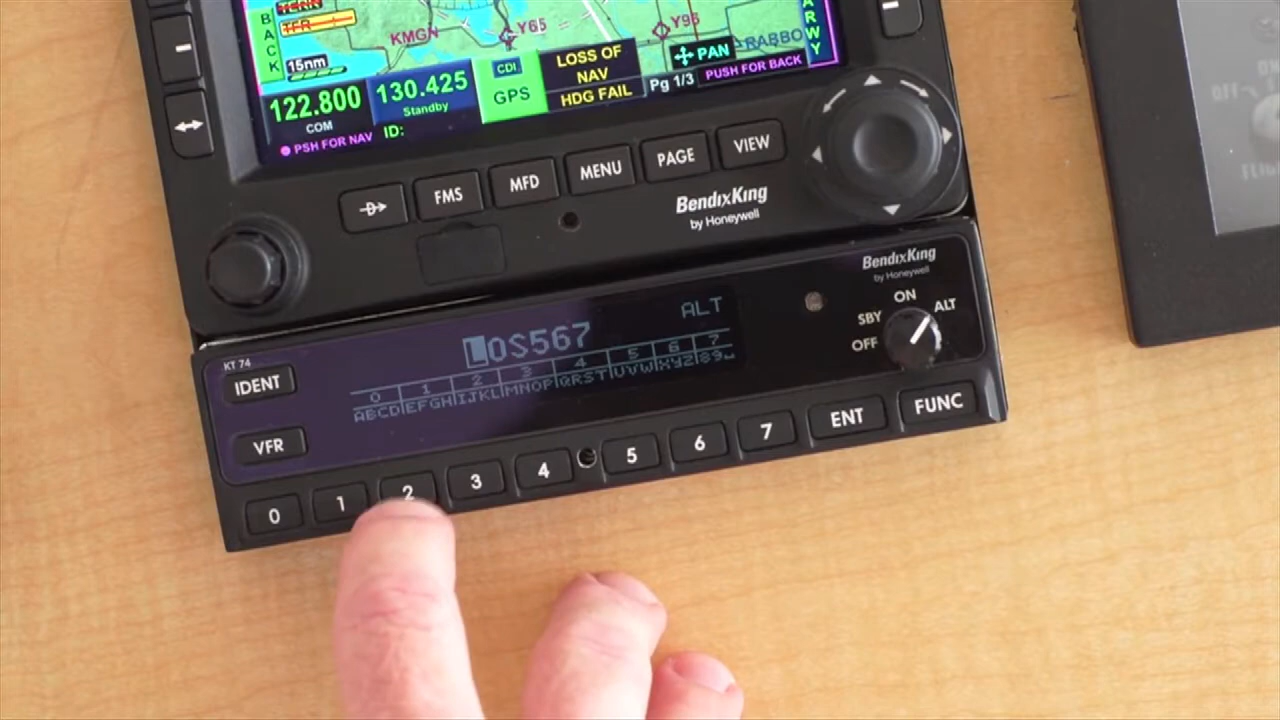 BACK
TFR
15nm
KMGN
Y65
Y95
RABBO
ARWY
122.800
COM
130.425
Standby
CDI
GPS
LOSS OF
NAV
HDG FAIL
PAN
Pg 1/3
PUSH FOR BACK
PSH FOR NAV
ID:
D
FMS
MFD
MENU
PAGE
VIEW
BendixKing
by Honeywell
BendixKing
by Honeywell
KT 74
IDENT
VFR
LOS567
ALT
0 1 2 3 4 5 6 7
ABCD EFGH IJKL MNOP QRST UVW XYZ 89
OFF
SBY
ON
ALT
0 1 2 3 4 5 6 7 ENT FUNC